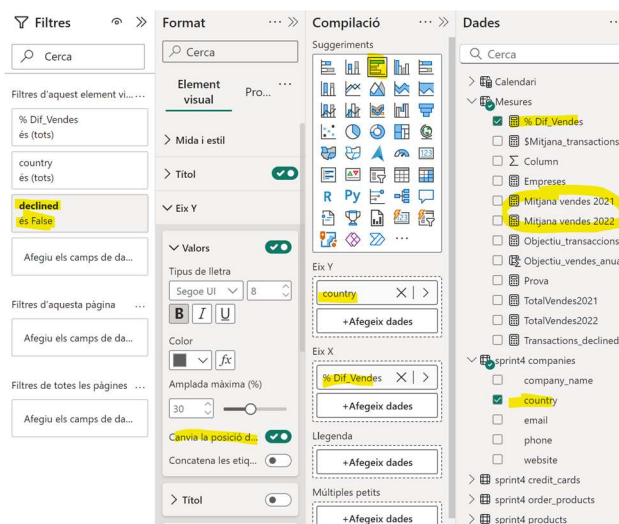 Filtres
Cerca
Filtres d'aquest element vi... ...
% Dif_Vendes
és (tots)
country
és (tots)
declined
és False
Afegiu els camps de da...
Filtres d'aquesta pàgina ...
Afegiu els camps de da...
Filtres de totes les pàgines ...
Afegiu els camps de da...
Format
Cerca
Element visual
Pro...
Mida i estil
Títol
Eix Y
Valors
Tipus de lletra
Segoe UI
8
B I U
Color
fx
Amplada màxima (%)
30
Canvia la posició d...
Concatena les etiq...
Títol
Compilació
Suggeriments
123
R Py
Eix Y
country
+Afegeix dades
Eix X
% Dif_Vendes
+Afegeix dades
Llegenda
+Afegeix dades
Múltiples petits
+Afegeix dades
Dades
Cerca
Calendari
Mesures
% Dif_Vendes
$Mitjana_transactions
Column
Empreses
Mitjana vendes 2021
Mitjana vendes 2022
Objectiu_transaccions
Objectiu_vendes_anua
Prova
TotalVendes2021
TotalVendes2022
Transactions_declined
sprint4 companies
company_name
country
email
phone
website
sprint4 credit_cards
sprint4 order_products
sprint4 products